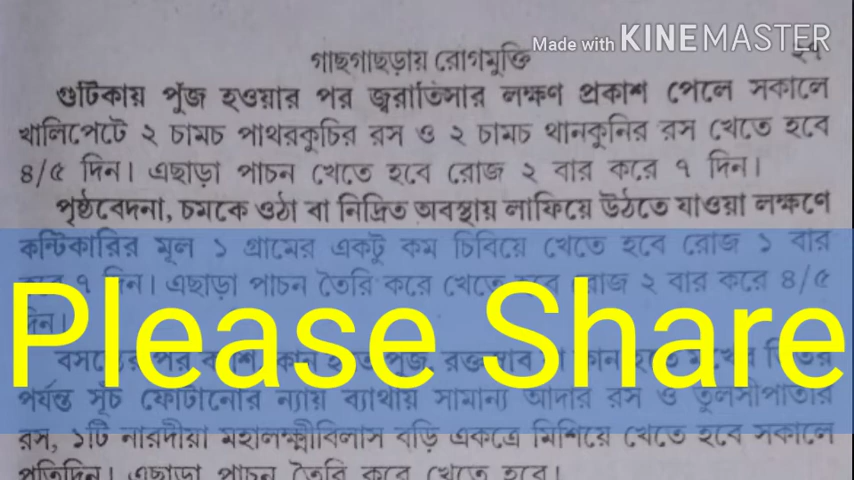 Made with KINEMASTER
গাছগাছড়ায় রোগমুক্তি
গুটিকায় পুঁজ হওয়ার পর জ্বরাতিসার লক্ষণ প্রকাশ পেলে সকালে
খালিপেটে ২ চামচ পাথরকুচির রস ও ২ চামচ থানকুনির রস খেতে হবে
৪/৫ দিন। এছাড়া পাচন খেতে হবে রোজ ২ বার করে ৭ দিন।
পৃষ্ঠবেদনা, চমকে ওঠা বা নিদ্রিত অবস্থায় লাফিয়ে উঠতে যাওয়া লক্ষণে
কন্টিকারির মূল ১ গ্রামের একটু কম চিবিয়ে খেতে হবে রোজ ১ বার
৭ দিন। এছাড়া পাচন তৈরি করে খেতে হবে রোজ ২ বার করে ৪/৫
দিন।
Please Share
পর্যন্ত সূঁচ ফোটানোর ন্যায় ব্যাথায় সামান্য আদার রস ও তুলসীপাতার
রস, ১টি নারদীয়া মহালক্ষ্মীবিলাস বড়ি একত্রে মিশিয়ে খেতে হবে সকালে
প্রতিদিন। এছাড়া পাচন তৈরি করে খেতে হবে।